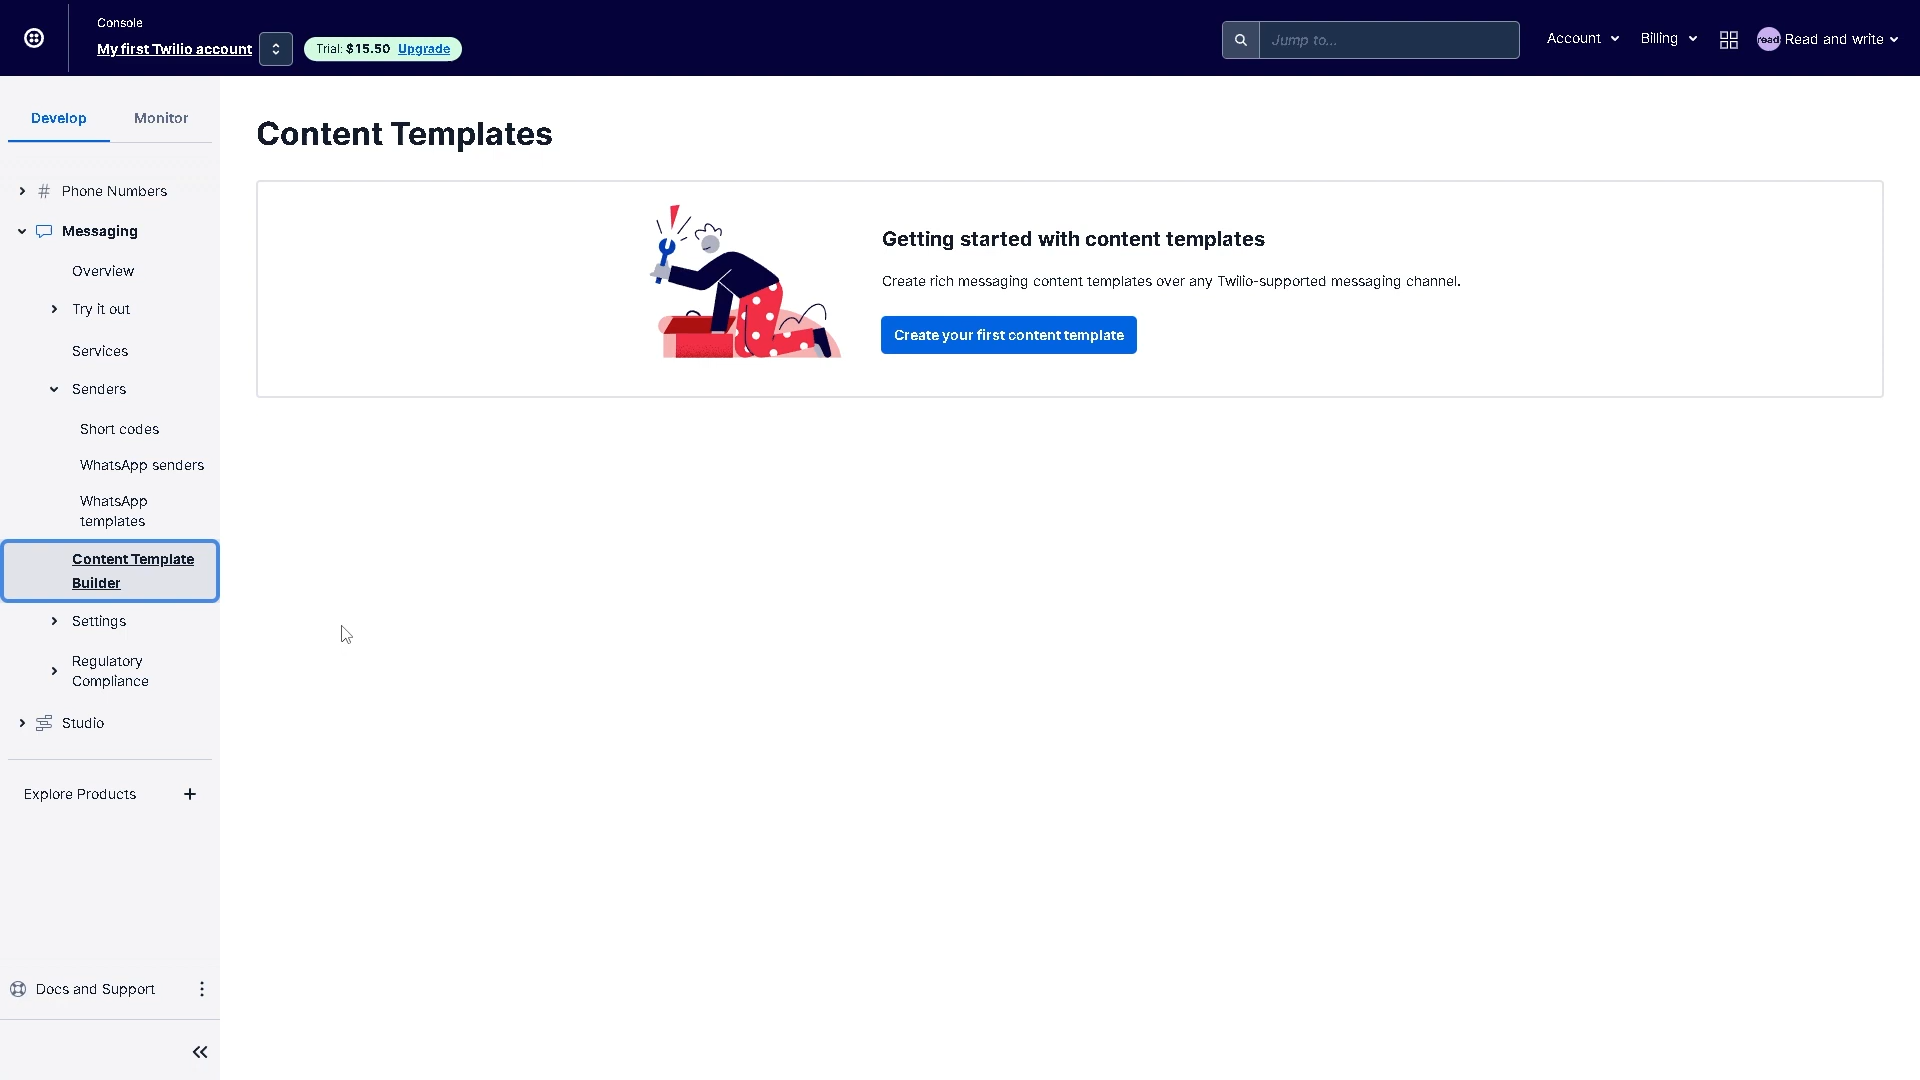 Console
My first Twilio account
Trial: $15.50 Upgrade
Jump to...
Account
Billing
read
Read and write
Develop
Monitor
Phone Numbers
Messaging
Overview
Try it out
Services
Senders
Short codes
WhatsApp senders
WhatsApp
templates
Content Template
Builder
Settings
Regulatory
Compliance
Studio
Explore Products
Docs and Support
Content Templates
Getting started with content templates
Create rich messaging content templates over any Twilio-supported messaging channel.
Create your first content template